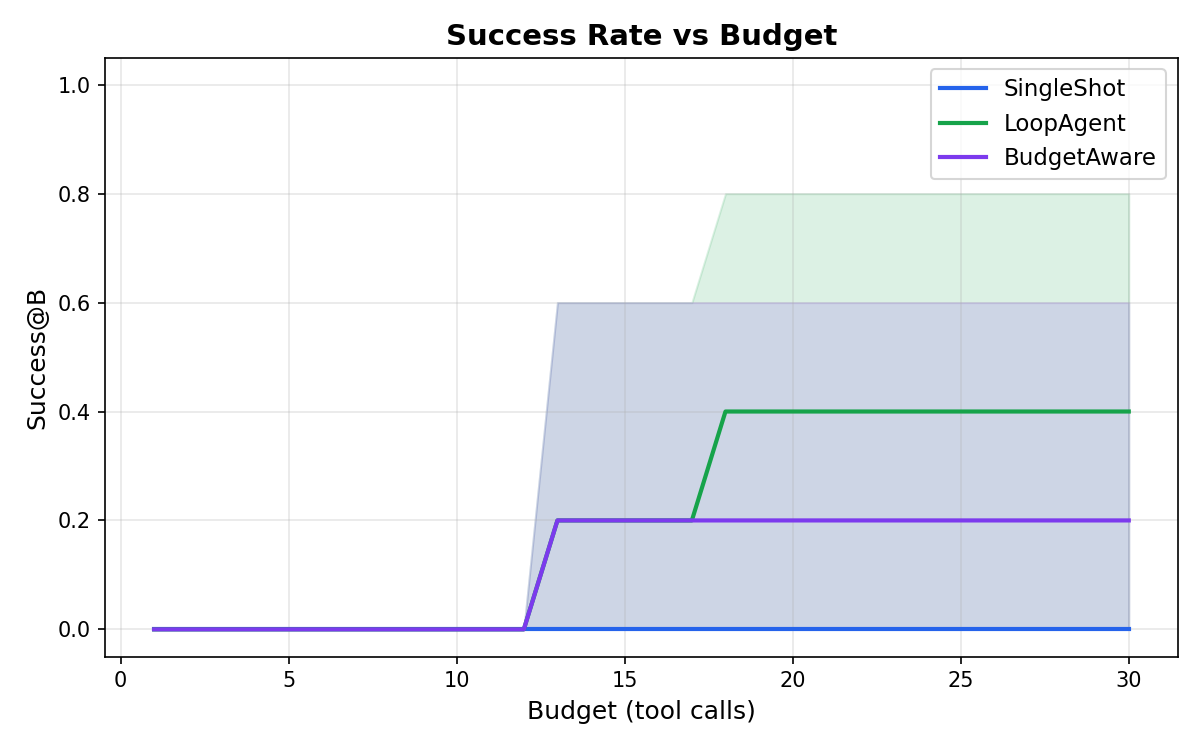 Success Rate vs Budget
SingleShot
LoopAgent
BudgetAware
Success@B
1.0
0.8
0.6
0.4
0.2
0.0
0 5 10 15 20 25 30
Budget (tool calls)